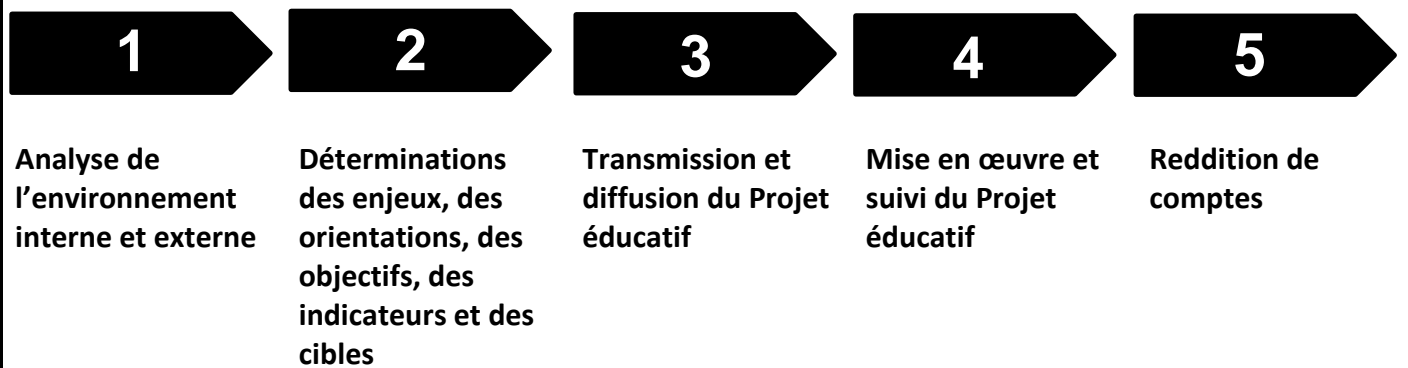 1
2
3
4
5
Analyse de
l’environnement
interne et externe
Déterminations
des enjeux, des
orientations, des
objectifs, des
indicateurs et des
cibles
Transmission et
diffusion du Projet
éducatif
Mise en œuvre et
suivi du Projet
éducatif
Reddition de
comptes